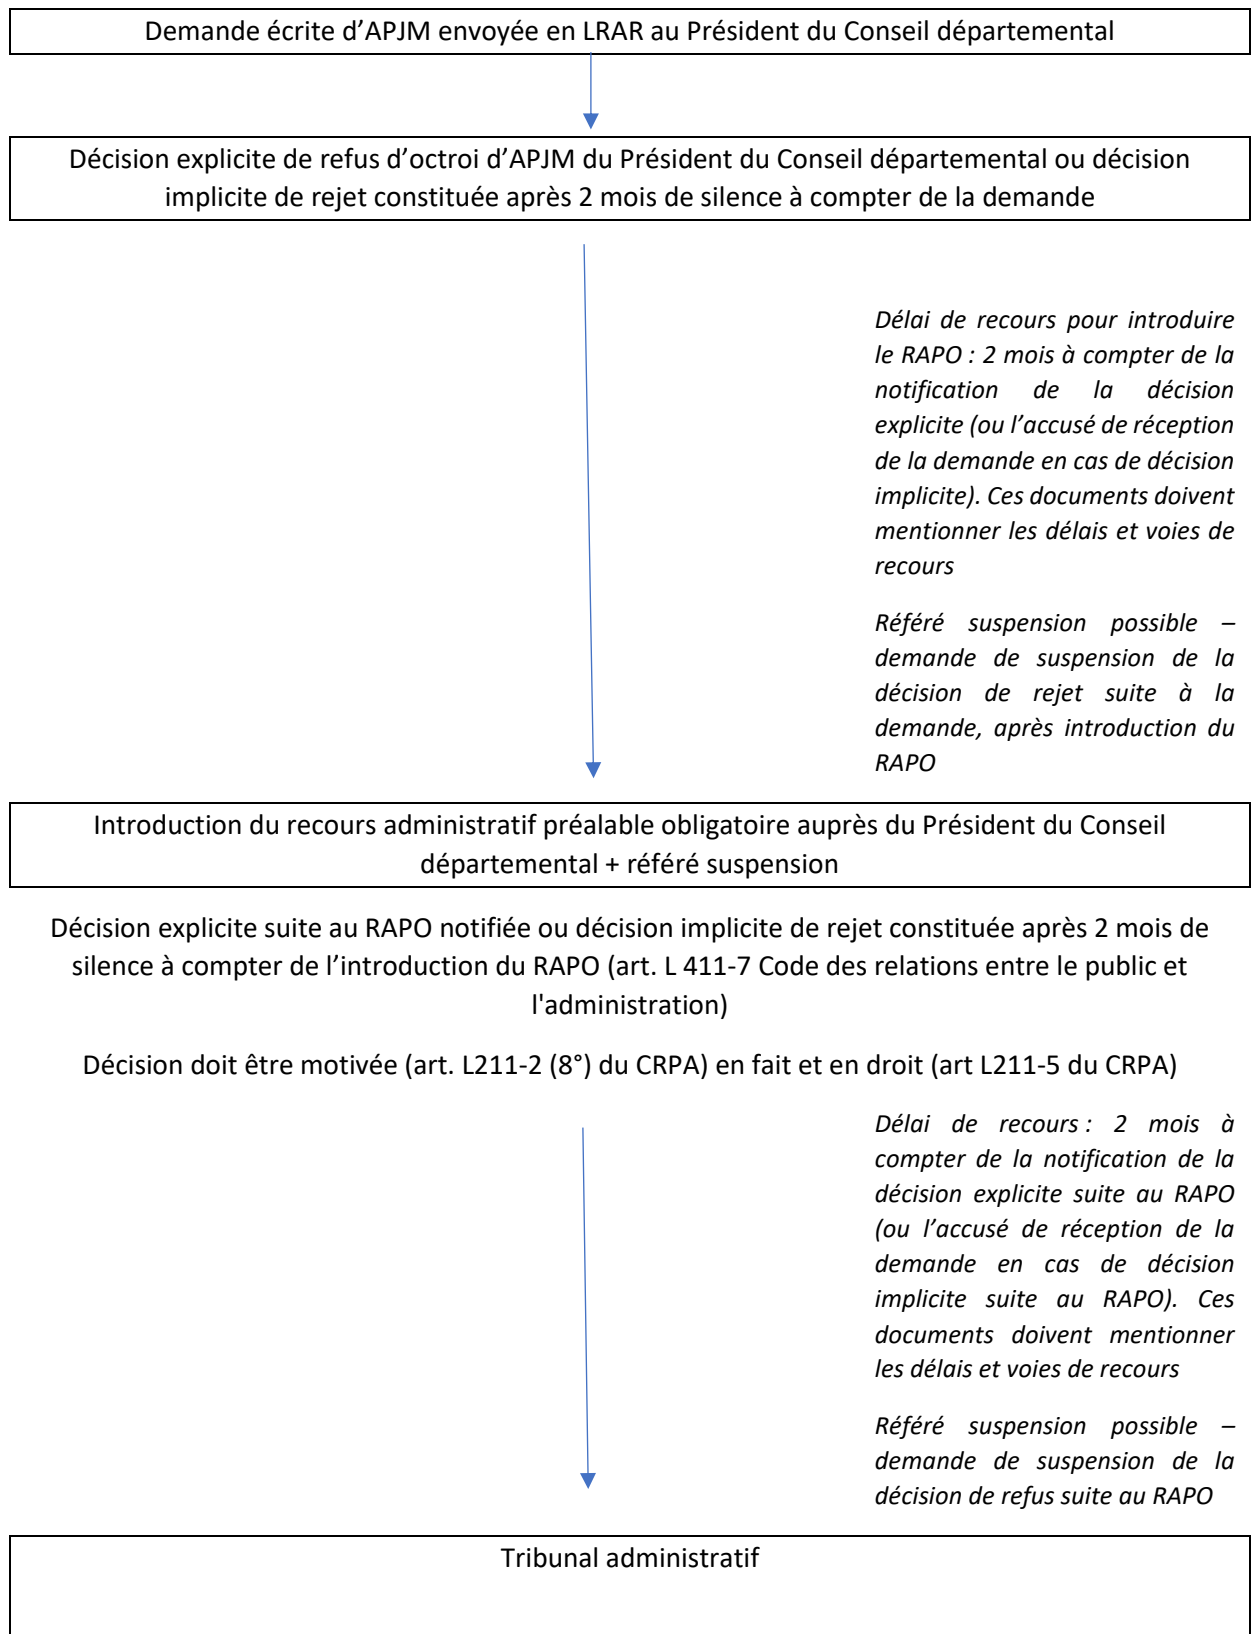 Demande écrite d’APJM envoyée en LRAR au Président du Conseil départemental
Décision explicite de refus d’octroi d’APJM du Président du Conseil départemental ou décision
implicite de rejet constituée après 2 mois de silence à compter de la demande
Délai de recours pour introduire
le RAPO : 2 mois à compter de la
notification de la décision
explicite (ou l’accusé de réception
de la demande en cas de décision
implicite). Ces documents doivent
mentionner les délais et voies de
recours
Référé suspension possible –
demande de suspension de la
décision de rejet suite à la
demande, après introduction du
RAPO
Introduction du recours administratif préalable obligatoire auprès du Président du Conseil
départemental + référé suspension
Décision explicite suite au RAPO notifiée ou décision implicite de rejet constituée après 2 mois de
silence à compter de l’introduction du RAPO (art. L 411-7 Code des relations entre le public et
l'administration)
Décision doit être motivée (art. L211-2 (8°) du CRPA) en fait et en droit (art L211-5 du CRPA)
Délai de recours : 2 mois à
compter de la notification de la
décision explicite suite au RAPO
(ou l’accusé de réception de la
demande en cas de décision
implicite suite au RAPO). Ces
documents doivent mentionner
les délais et voies de recours
Référé suspension possible –
demande de suspension de la
décision de refus suite au RAPO
Tribunal administratif